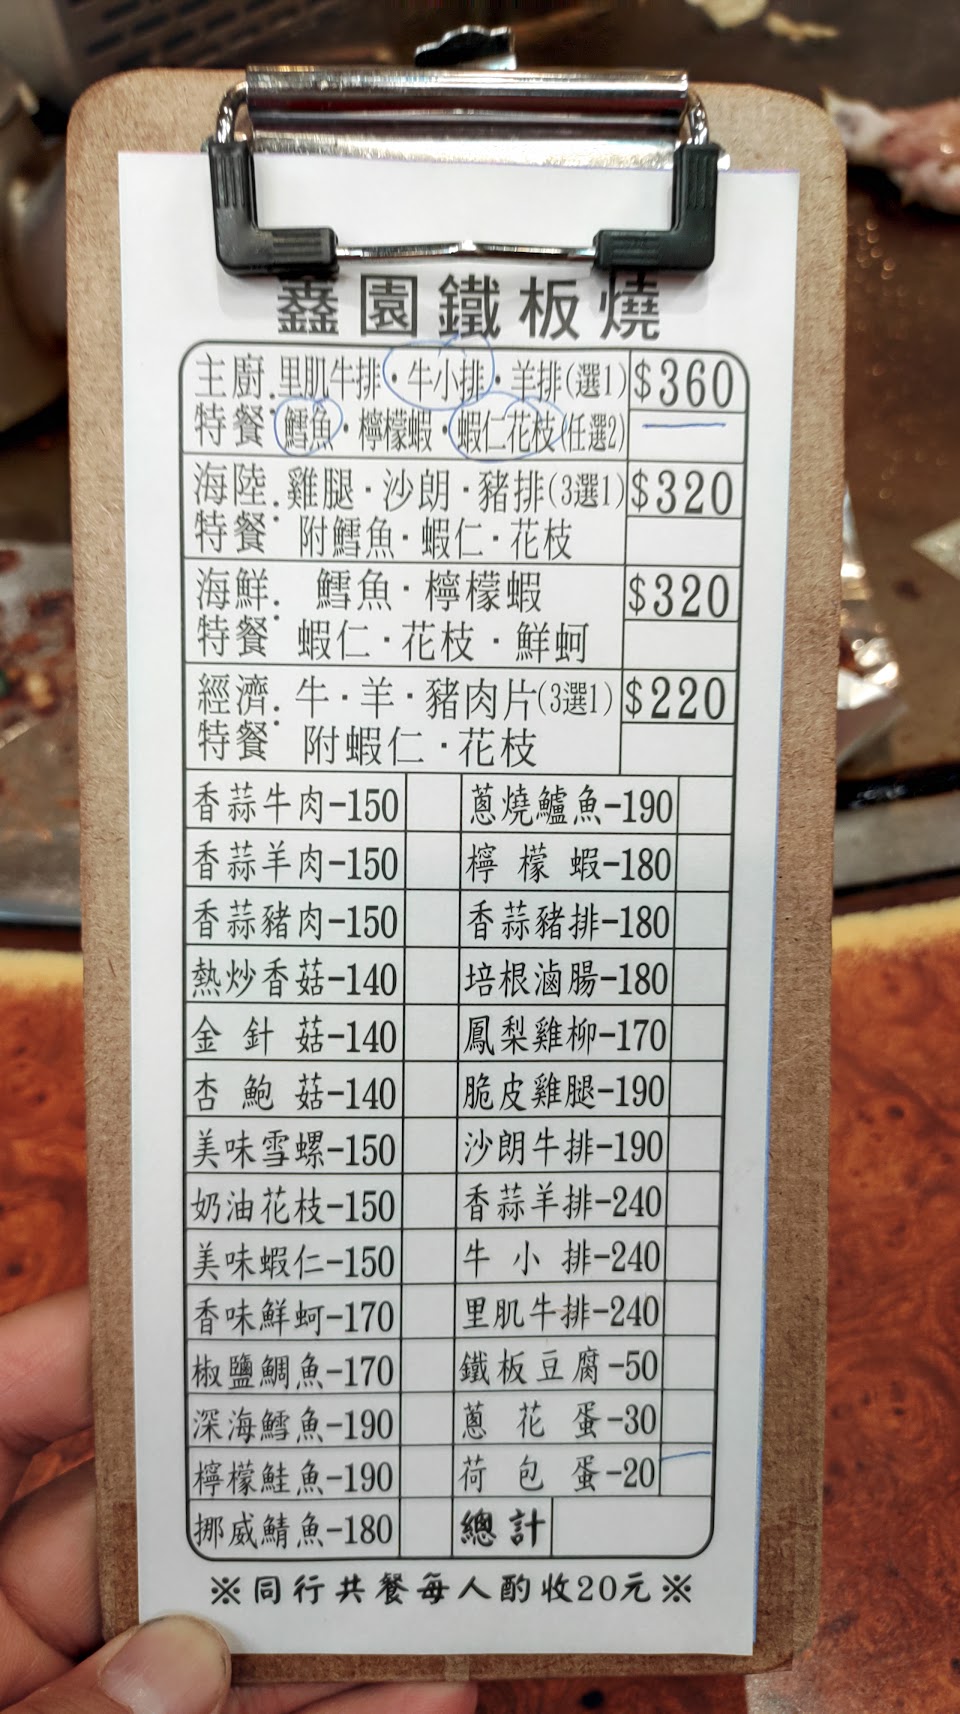 鑫園鐵板燒
主廚 里肌牛排·牛小排·羊排(選1) $360
特餐: 鱈魚·檸檬蝦·蝦仁花枝(任選2)
海陸 雞腿·沙朗·豬排(3選1) $320
特餐: 附鱈魚·蝦仁·花枝
海鮮 鱈魚·檸檬蝦 $320
特餐: 蝦仁·花枝·鮮蚵
經濟 牛·羊·豬肉片(3選1) $220
特餐: 附蝦仁·花枝
香蒜牛肉-150 蔥燒鱸魚-190
香蒜羊肉-150 檸檬蝦-180
香蒜豬肉-150 香蒜豬排-180
熱炒香菇-140 培根滷腸-180
金針菇-140 鳳梨雞柳-170
杏鮑菇-140 脆皮雞腿-190
美味雪螺-150 沙朗牛排-190
奶油花枝-150 香蒜羊排-240
美味蝦仁-150 牛小排-240
香味鮮蚵-170 里肌牛排-240
椒鹽鯛魚-170 鐵板豆腐-50
深海鱈魚-190 蔥花蛋-30
檸檬鮭魚-190 荷包蛋-20
挪威鯖魚-180 總計
※同行共餐每人酌收20元※